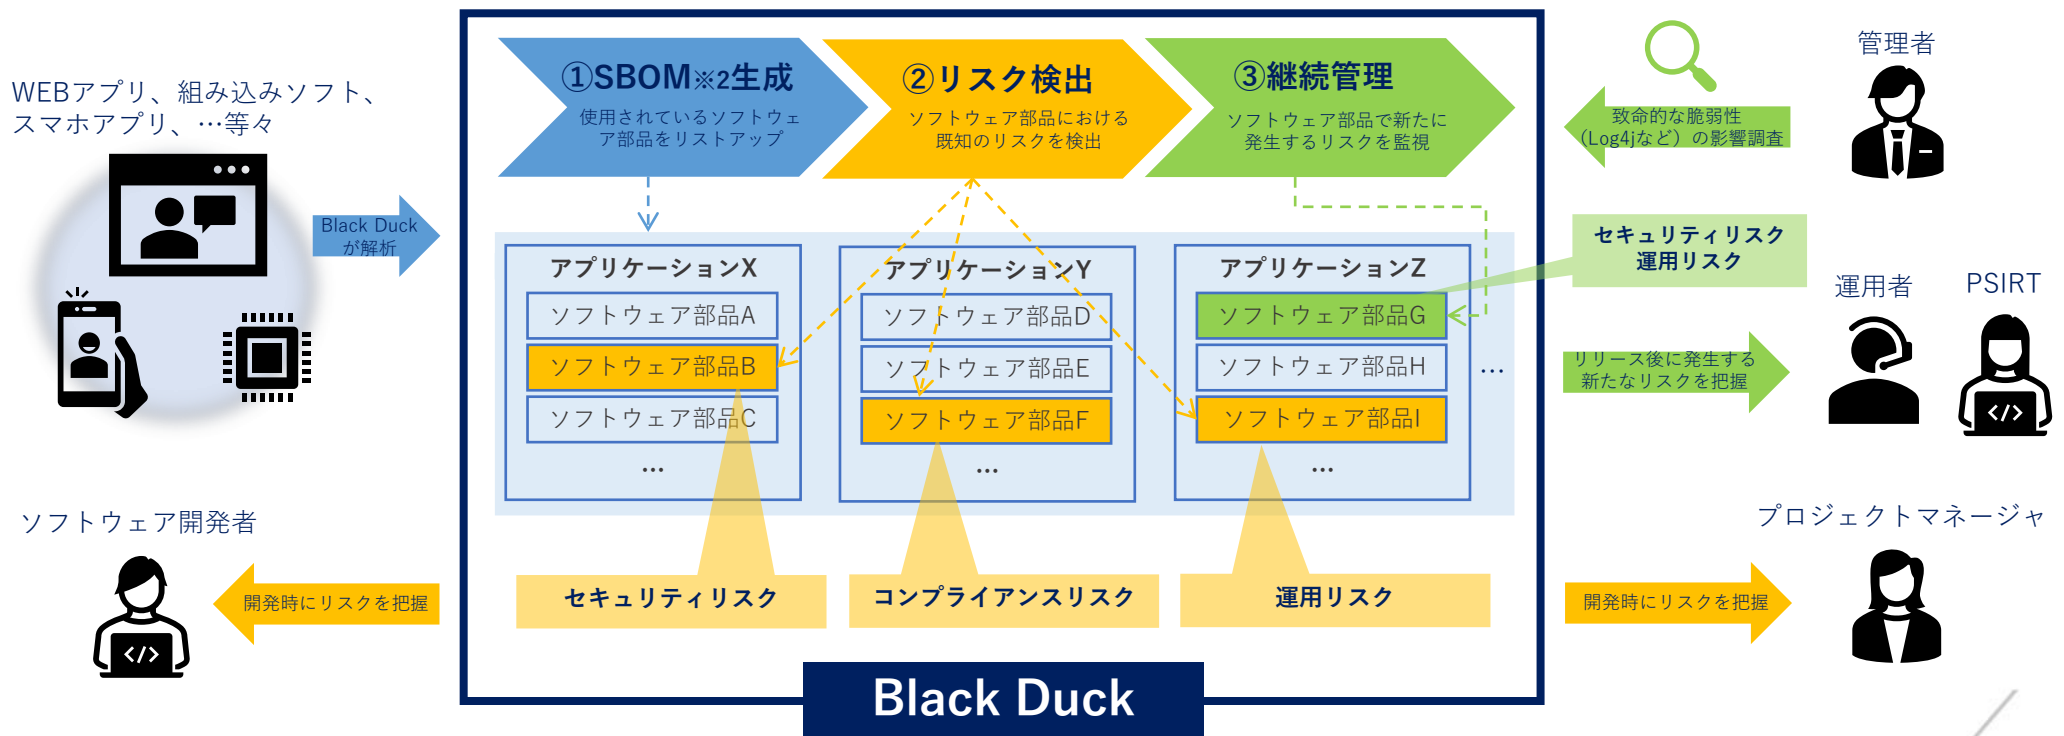 WEBアプリ、組み込みソフト、
スマホアプリ、…等々
Black Duck
が解析
ソフトウェア開発者
開発時にリスクを把握
①SBOM※2生成
使用されているソフトウェ
ア部品をリストアップ
②リスク検出
ソフトウェア部品における
既知のリスクを検出
③継続管理
ソフトウェア部品で新たに
発生するリスクを監視
アプリケーションX
ソフトウェア部品A
ソフトウェア部品B
ソフトウェア部品C
…
アプリケーションY
ソフトウェア部品D
ソフトウェア部品E
ソフトウェア部品F
…
アプリケーションZ
ソフトウェア部品G
ソフトウェア部品H
ソフトウェア部品I
…
…
セキュリティリスク
コンプライアンスリスク
運用リスク
Black Duck
管理者
致命的な脆弱性
（Log4jなど）の影響調査
セキュリティリスク
運用リスク
運用者
PSIRT
リリース後に発生する
新たなリスクを把握
</>
プロジェクトマネージャ
開発時にリスクを把握
</>